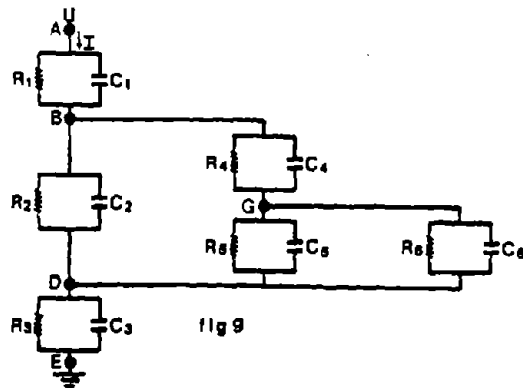 U
A I
R₁ C₁
B
R₄ C₄
R₂ C₂
G
R₅ C₅ R₆ C₆
D
R₃ C₃ fig 9
E